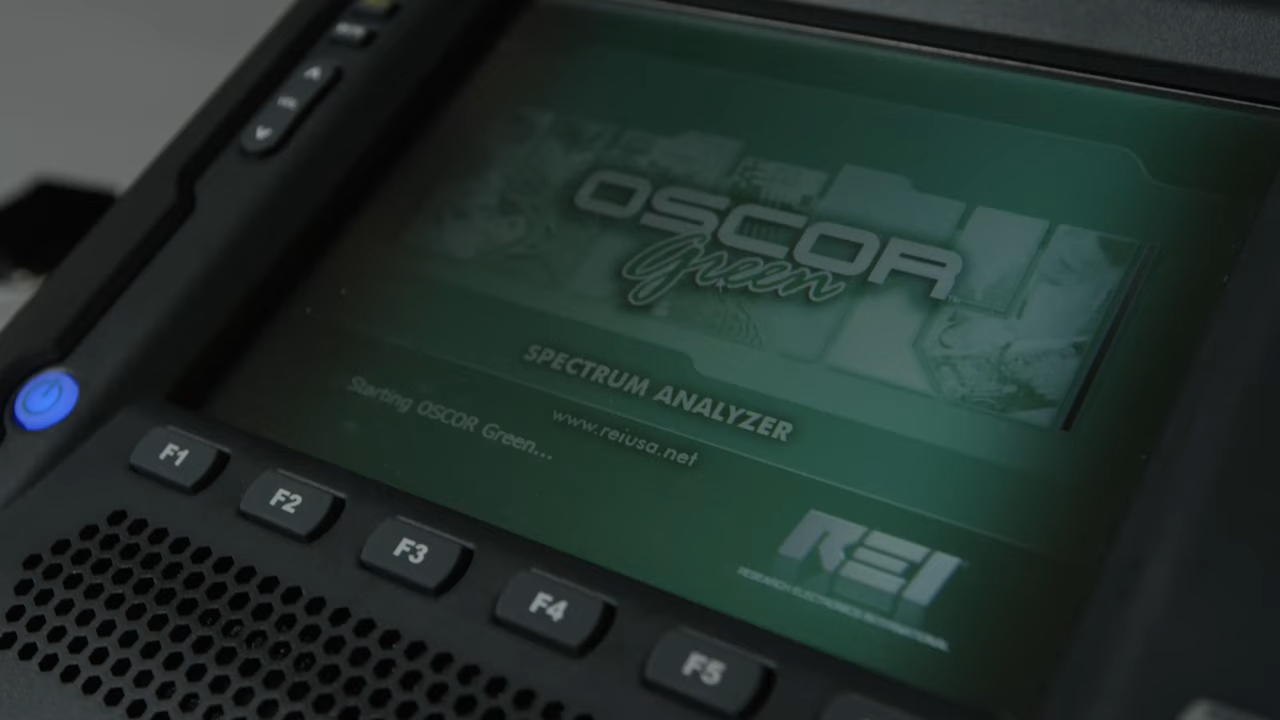 VOL
OSCOR
Green
SPECTRUM ANALYZER
www.reiusa.net
Starting OSCOR Green...
REI
RESEARCH ELECTRONICS INTERNATIONAL
F1
F2
F3
F4
F5